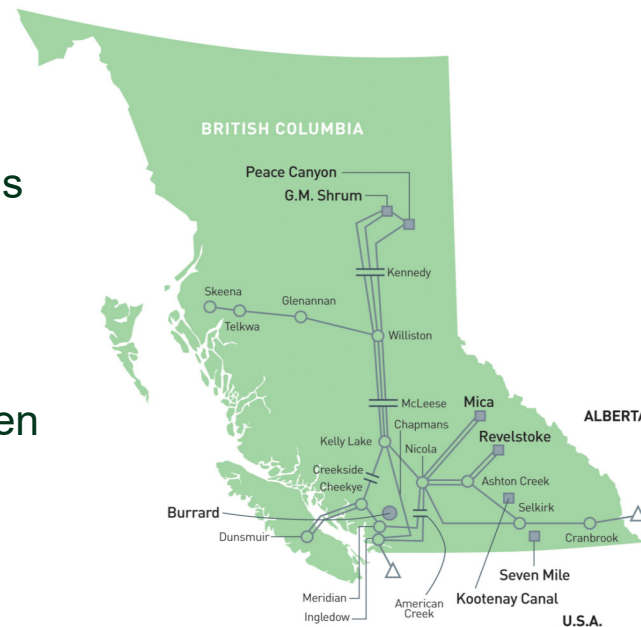 BRITISH COLUMBIA
s
Peace Canyon
G.M. Shrum
Kennedy
Skeena
Glenannan
Telkwa
Williston
en
McLeese
Mica
ALBERTA
Chapmans
Kelly Lake
Nicola
Revelstoke
Creekside
Cheekye
Ashton Creek
Burrard
Selkirk
Dunsmuir
Cranbrook
Meridian
American
Creek
Seven Mile
Ingledow
Kootenay Canal
U.S.A.